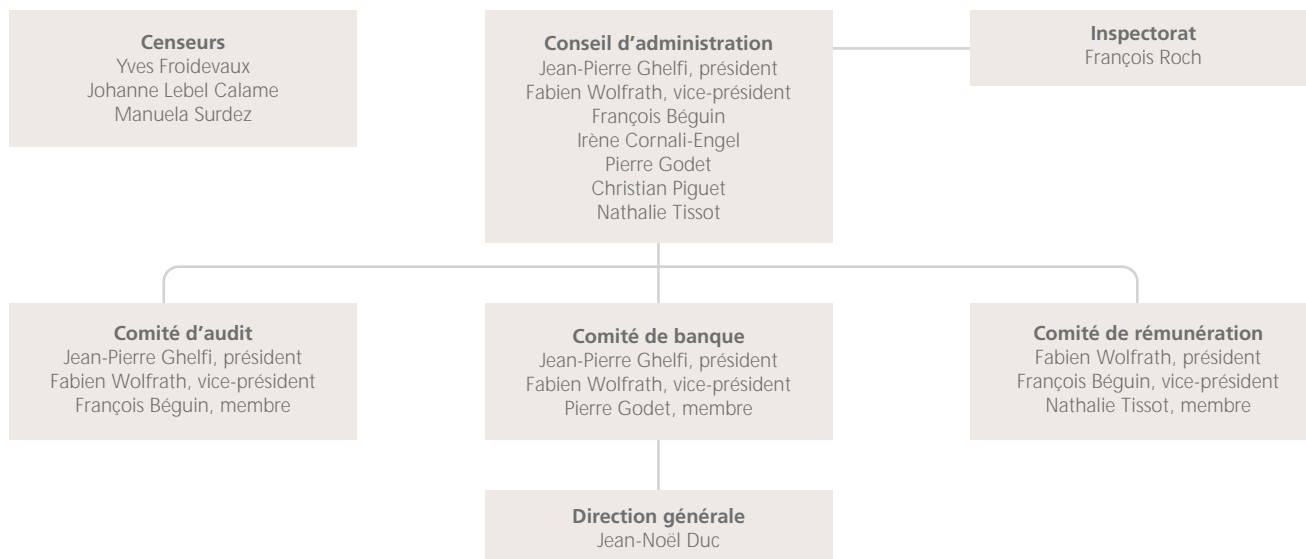 Censeurs
Yves Froidevaux
Johanne Lebel Calame
Manuela Surdez
Conseil d'administration
Jean-Pierre Ghelfi, président
Fabien Wolfrath, vice-président
François Béguin
Irène Cornali-Engel
Pierre Godet
Christian Piguet
Nathalie Tissot
Inspectorat
François Roch
Comité d'audit
Jean-Pierre Ghelfi, président
Fabien Wolfrath, vice-président
François Béguin, membre
Comité de banque
Jean-Pierre Ghelfi, président
Fabien Wolfrath, vice-président
Pierre Godet, membre
Comité de rémunération
Fabien Wolfrath, président
François Béguin, vice-président
Nathalie Tissot, membre
Direction générale
Jean-Noël Duc